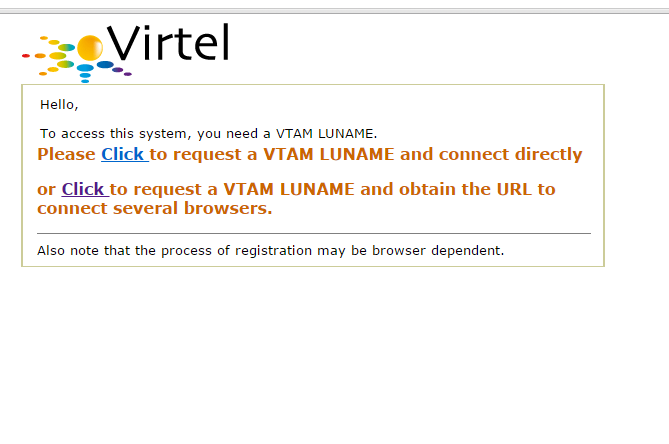 Virtel
Hello,
To access this system, you need a VTAM LUNAME.
Please Click to request a VTAM LUNAME and connect directly
or Click to request a VTAM LUNAME and obtain the URL to
connect several browsers.
Also note that the process of registration may be browser dependent.